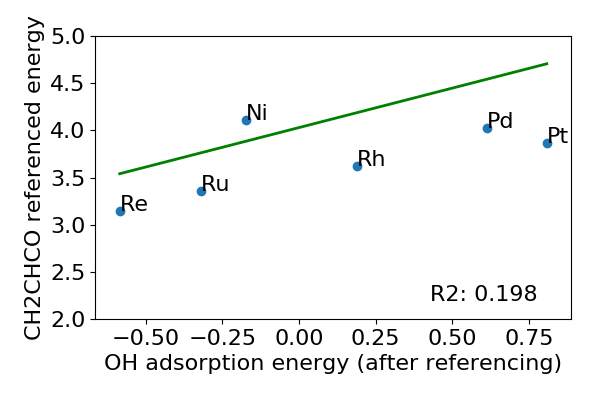 CH2CHCO referenced energy
5.0
4.5
4.0
3.5
3.0
2.5
2.0
Ni
Pd
Pt
Rh
Ru
Re
R2: 0.198
−0.50 −0.25 0.00 0.25 0.50 0.75
OH adsorption energy (after referencing)